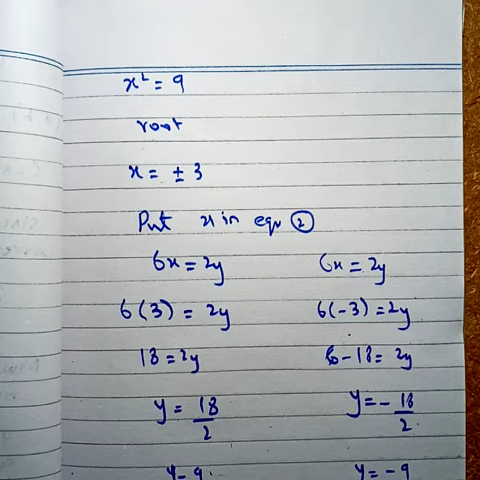 x² = 9
root
x = ± 3
Put x in eqn ②
6x = 2y 6x = 2y
6(3) = 2y 6(-3) = 2y
18 = 2y -18 = 2y
y = 18/2 y = -18/2
y = 9 y = -9